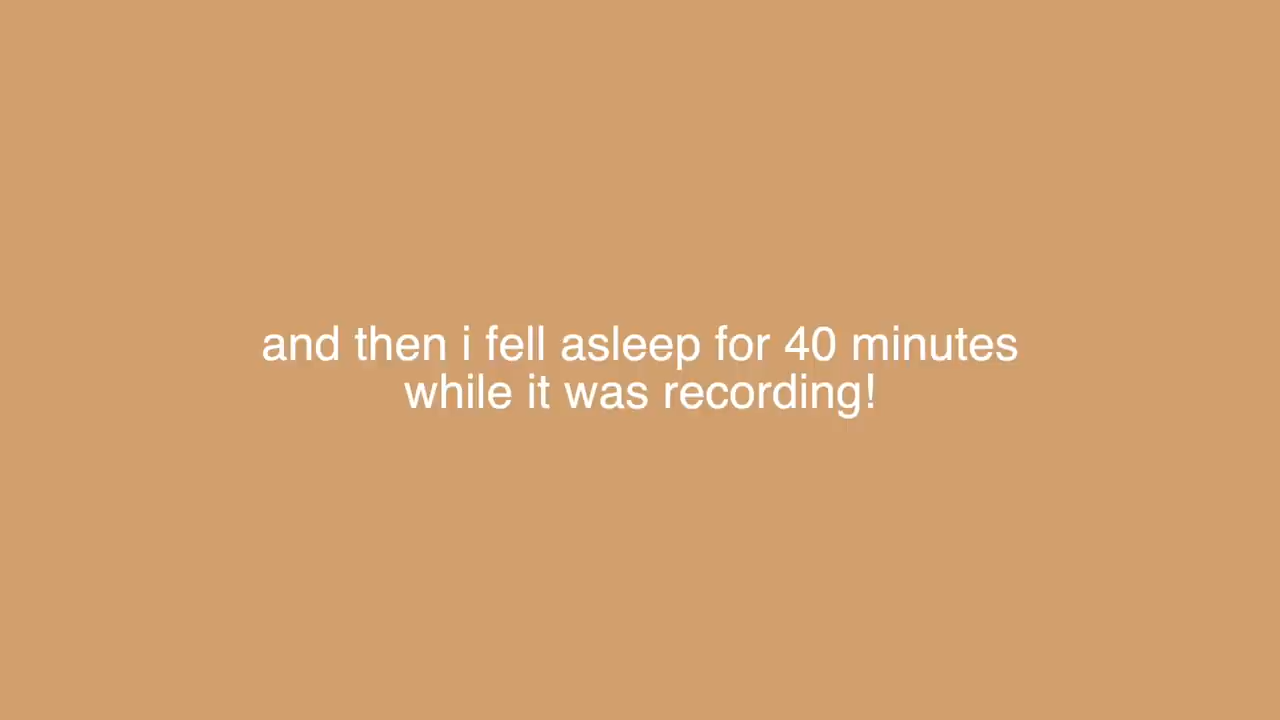 and then i fell asleep for 40 minutes
while it was recording!